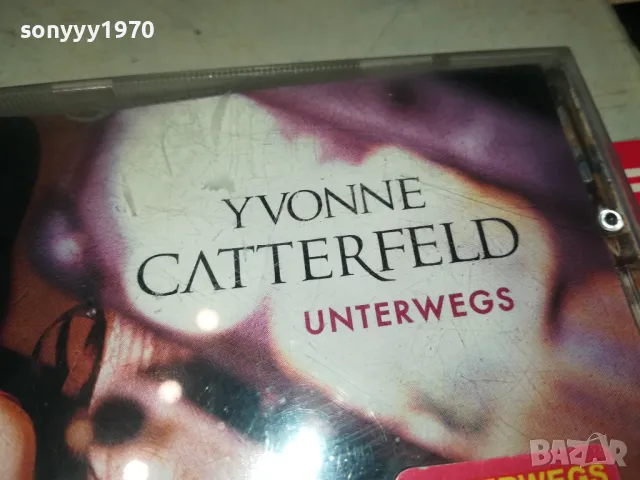 sonyyy1970
YVONNE
CATTERFELD
UNTERWEGS
BAZAR